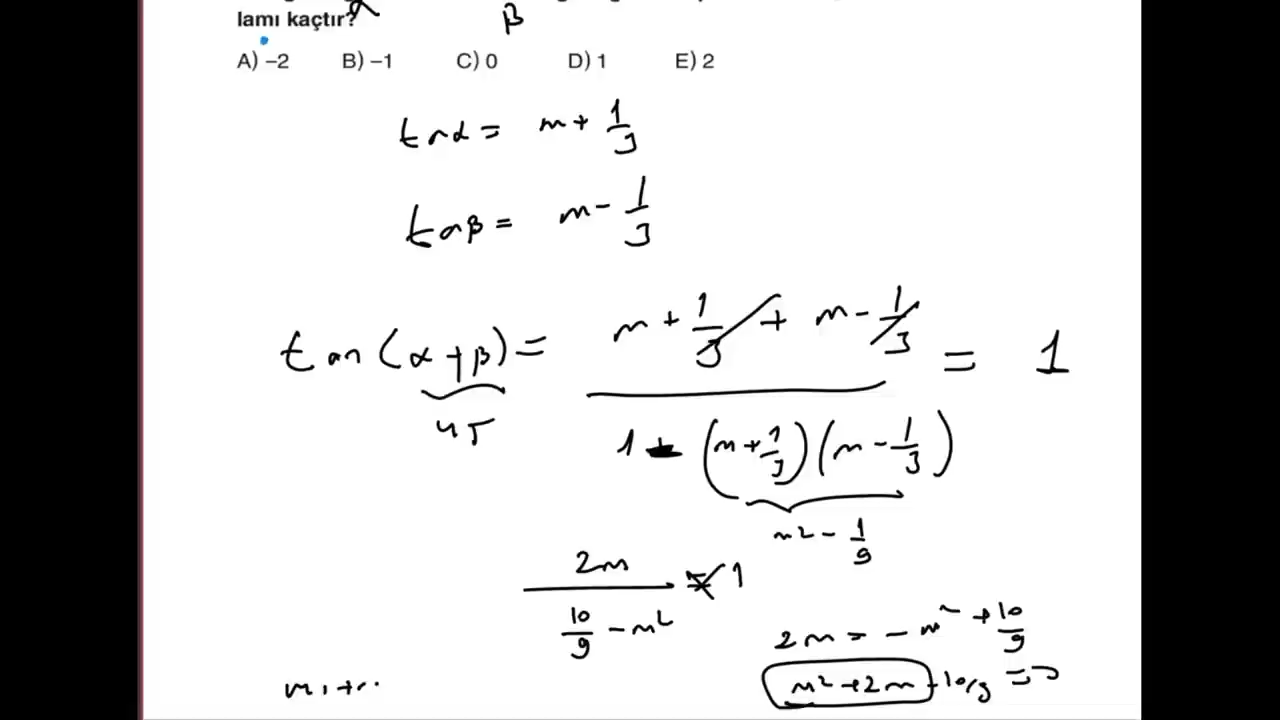 lamı kaçtır? α
β
A) –2 B) –1 C) 0 D) 1 E) 2
tanα = m + 1/3
tanβ = m - 1/3
tan(α+β) = (m + 1/3 + m - 1/3) / (1 - (m + 1/3)(m - 1/3)) = 1
45
m² - 1/9
2m / (10/9 - m²) = 1
2m = -m² + 10/9
m² + 2m - 10/9 = 0